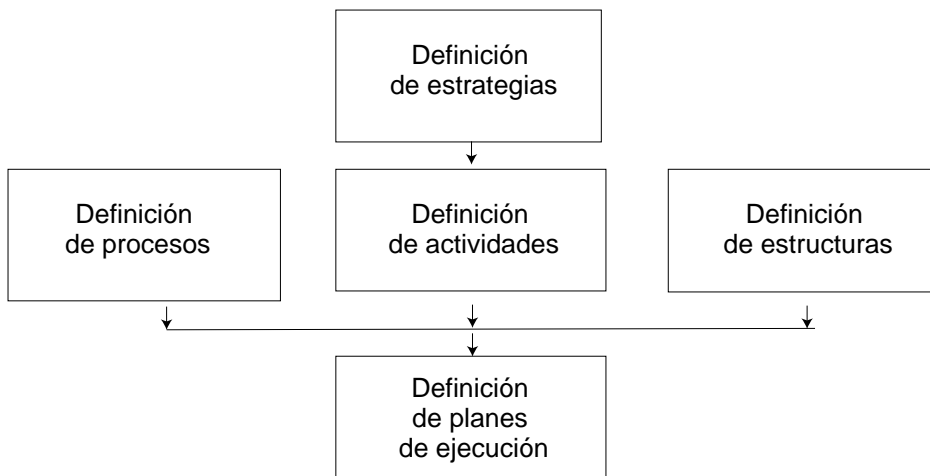 Definición
de estrategias
Definición
de procesos
Definición
de actividades
Definición
de estructuras
Definición
de planes
de ejecución